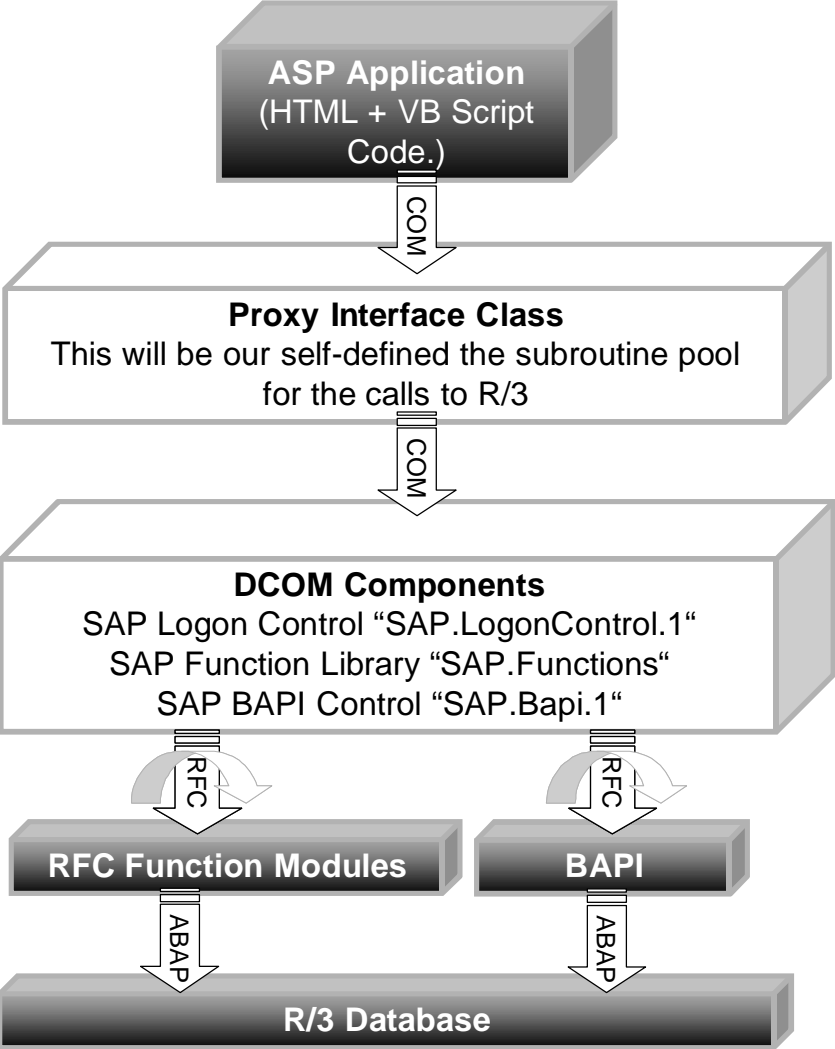 ASP Application
(HTML + VB Script
Code.)
COM
Proxy Interface Class
This will be our self-defined the subroutine pool
for the calls to R/3
COM
DCOM Components
SAP Logon Control “SAP.LogonControl.1“
SAP Function Library “SAP.Functions“
SAP BAPI Control “SAP.Bapi.1“
RFC
RFC
RFC Function Modules
BAPI
ABAP
ABAP
R/3 Database